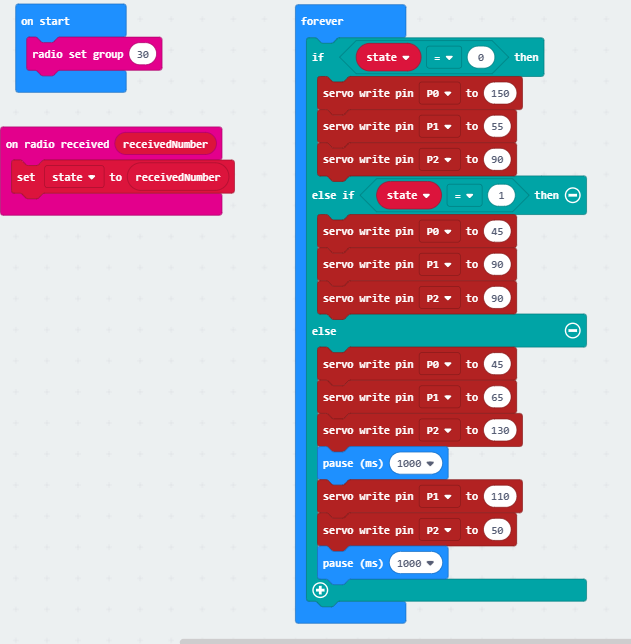 on start
radio set group 30
on radio received receivedNumber
set state to receivedNumber
forever
if state = 0 then
servo write pin P0 to 150
servo write pin P1 to 55
servo write pin P2 to 90
else if state = 1 then
servo write pin P0 to 45
servo write pin P1 to 90
servo write pin P2 to 90
else
servo write pin P0 to 45
servo write pin P1 to 65
servo write pin P2 to 130
pause (ms) 1000
servo write pin P1 to 110
servo write pin P2 to 50
pause (ms) 1000